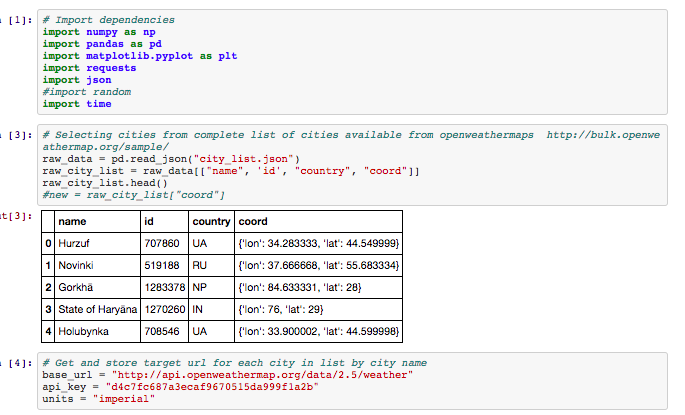 [1]: # Import dependencies
import numpy as np
import pandas as pd
import matplotlib.pyplot as plt
import requests
import json
#import random
import time
[3]: # Selecting cities from complete list of cities available from openweathermaps  http://bulk.openwe
athermap.org/sample/
raw_data = pd.read_json("city_list.json")
raw_city_list = raw_data[["name", 'id', "country", "coord"]]
raw_city_list.head()
#new = raw_city_list["coord"]
t[3]:
name id country coord
0 Hurzuf 707860 UA {'lon': 34.283333, 'lat': 44.549999}
1 Novinki 519188 RU {'lon': 37.666668, 'lat': 55.683334}
2 Gorkhā 1283378 NP {'lon': 84.633331, 'lat': 28}
3 State of Haryāna 1270260 IN {'lon': 76, 'lat': 29}
4 Holubynka 708546 UA {'lon': 33.900002, 'lat': 44.599998}
[4]: # Get and store target url for each city in list by city name
base_url = "http://api.openweathermap.org/data/2.5/weather"
api_key = "d4c7fc687a3ecaf9670515da999f1a2b"
units = "imperial"